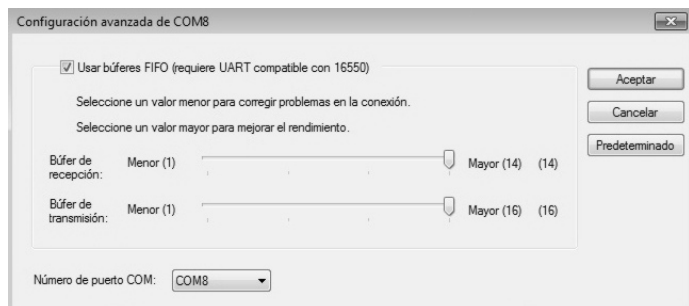 Configuración avanzada de COM8
Usar búferes FIFO (requiere UART compatible con 16550)
Seleccione un valor menor para corregir problemas en la conexión.
Seleccione un valor mayor para mejorar el rendimiento.
Búfer de
recepción:
Menor (1)
Mayor (14)
(14)
Búfer de
transmisión:
Menor (1)
Mayor (16)
(16)
Número de puerto COM:
COM8
Aceptar
Cancelar
Predeterminado